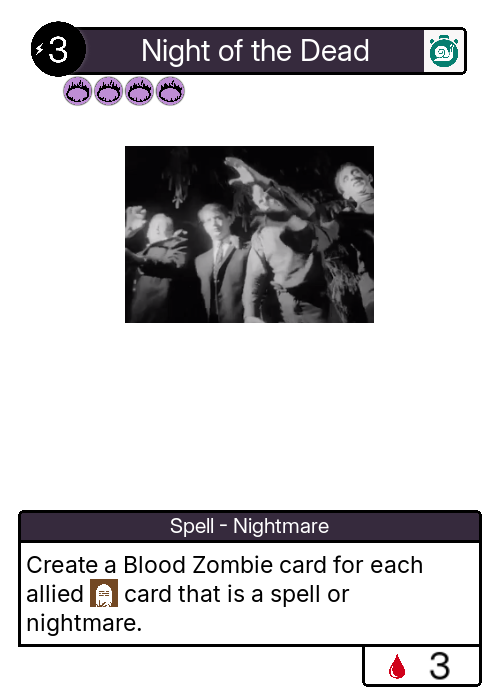 3
Night of the Dead
Spell - Nightmare
Create a Blood Zombie card for each
allied card that is a spell or
nightmare.
3